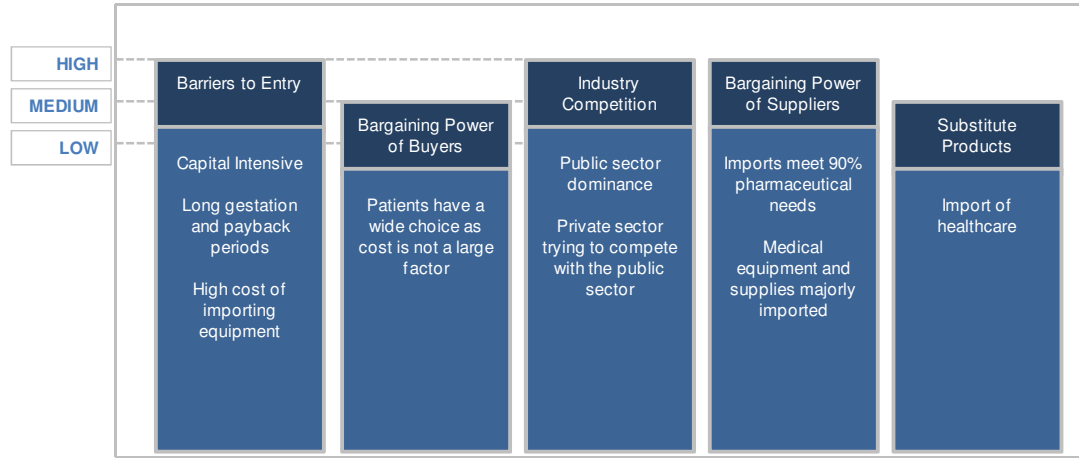 HIGH
MEDIUM
LOW
Barriers to Entry
Capital Intensive
Long gestation
and payback
periods
High cost of
importing
equipment
Bargaining Power
of Buyers
Patients have a
wide choice as
cost is not a large
factor
Industry
Competition
Public sector
dominance
Private sector
trying to compete
with the public
sector
Bargaining Power
of Suppliers
Imports meet 90%
pharmaceutical
needs
Medical
equipment and
supplies majorly
imported
Substitute
Products
Import of
healthcare